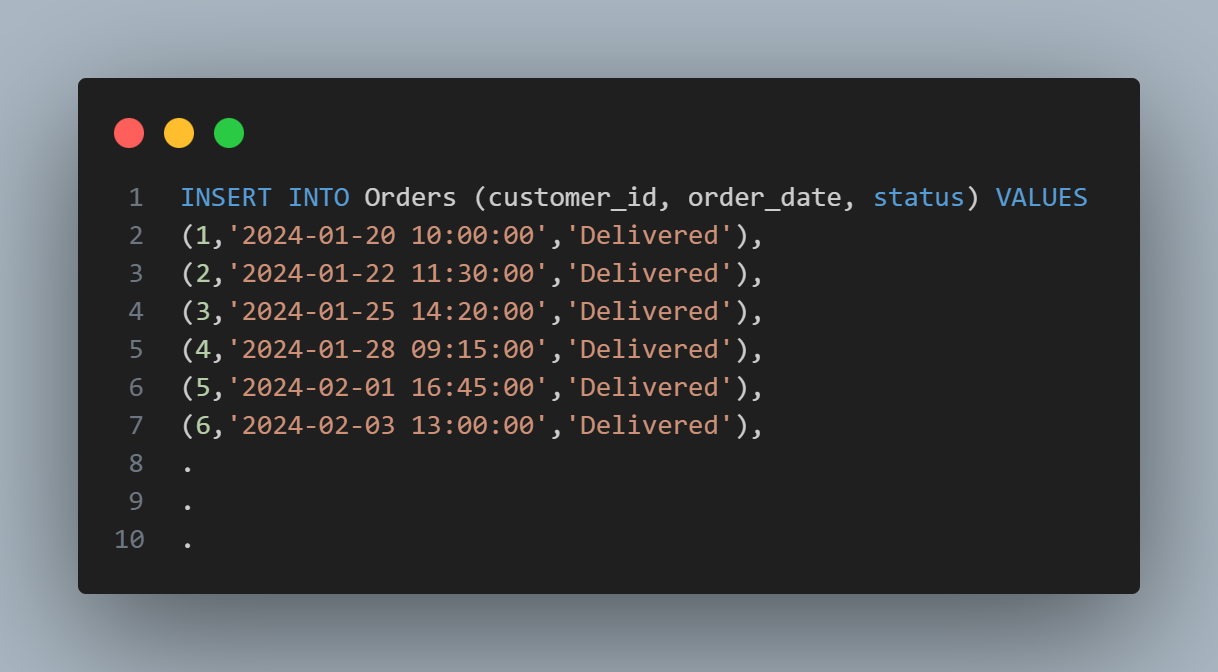 1 INSERT INTO Orders (customer_id, order_date, status) VALUES
2 (1,'2024-01-20 10:00:00','Delivered'),
3 (2,'2024-01-22 11:30:00','Delivered'),
4 (3,'2024-01-25 14:20:00','Delivered'),
5 (4,'2024-01-28 09:15:00','Delivered'),
6 (5,'2024-02-01 16:45:00','Delivered'),
7 (6,'2024-02-03 13:00:00','Delivered'),
8 .
9 .
10 .